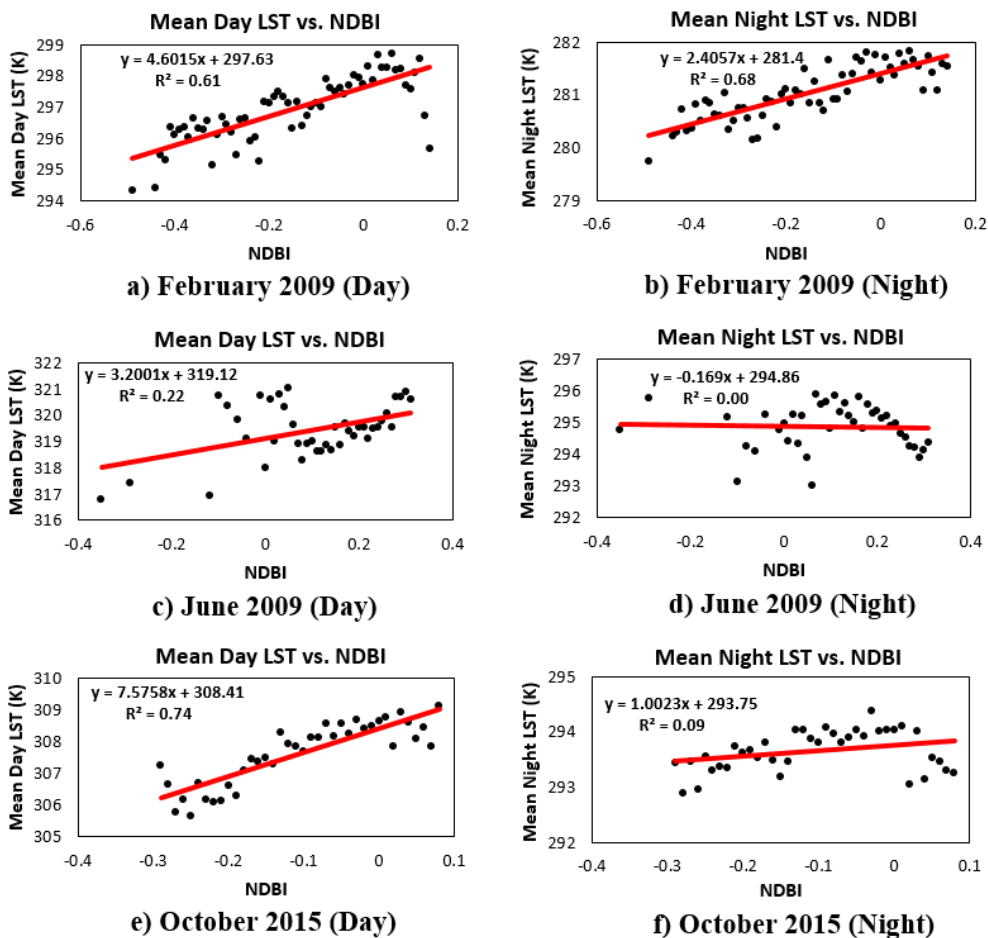 Mean Day LST vs. NDBI
y = 4.6015x + 297.63
R² = 0.61
Mean Day LST (K)
299
298
297
296
295
294
-0.6
-0.4
-0.2
0
0.2
NDBI
a) February 2009 (Day)
Mean Night LST vs. NDBI
y = 2.4057x + 281.4
R² = 0.68
Mean Night LST (K)
282
281
280
279
-0.6
-0.4
-0.2
0
0.2
NDBI
b) February 2009 (Night)
Mean Day LST vs. NDBI
y = 3.2001x + 319.12
R² = 0.22
Mean Day LST (K)
322
321
320
319
318
317
316
-0.4
-0.2
0
0.2
0.4
NDBI
c) June 2009 (Day)
Mean Night LST vs. NDBI
y = -0.169x + 294.86
R² = 0.00
Mean Night LST (K)
297
296
295
294
293
292
-0.4
-0.2
0
0.2
0.4
NDBI
d) June 2009 (Night)
Mean Day LST vs. NDBI
y = 7.5758x + 308.41
R² = 0.74
Mean Day LST (K)
310
309
308
307
306
305
-0.4
-0.3
-0.2
-0.1
0
0.1
NDBI
e) October 2015 (Day)
Mean Night LST vs. NDBI
y = 1.0023x + 293.75
R² = 0.09
Mean Night LST (K)
295
294
293
292
-0.4
-0.3
-0.2
-0.1
0
0.1
NDBI
f) October 2015 (Night)